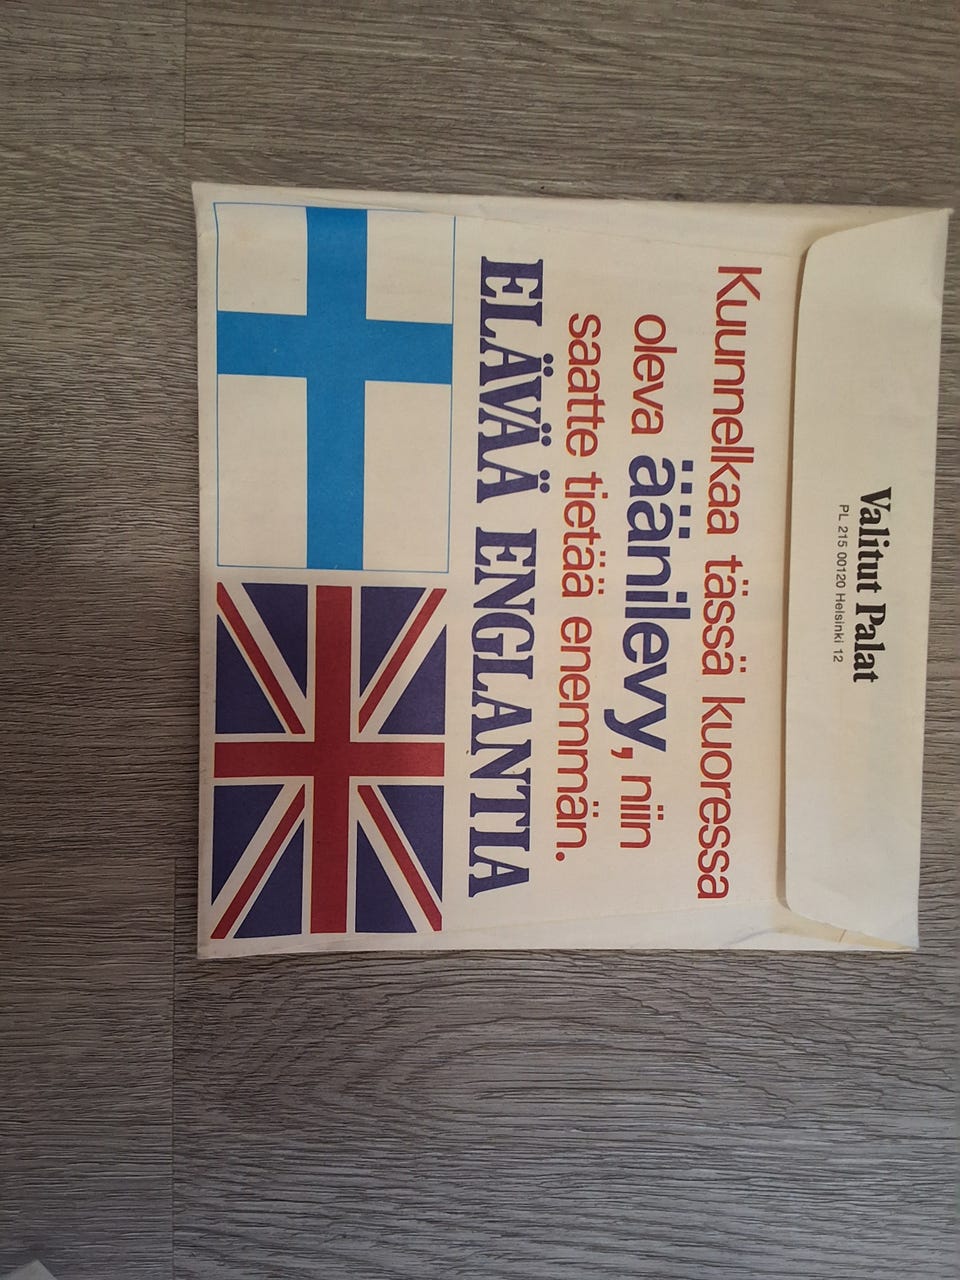 Valitut Palat
PL 215 00120 Helsinki 12
Kuunnelkaa tässä kuoressa
oleva äänilevy, niin
saatte tietää enemmän.
ELÄVÄÄ ENGLANTIA